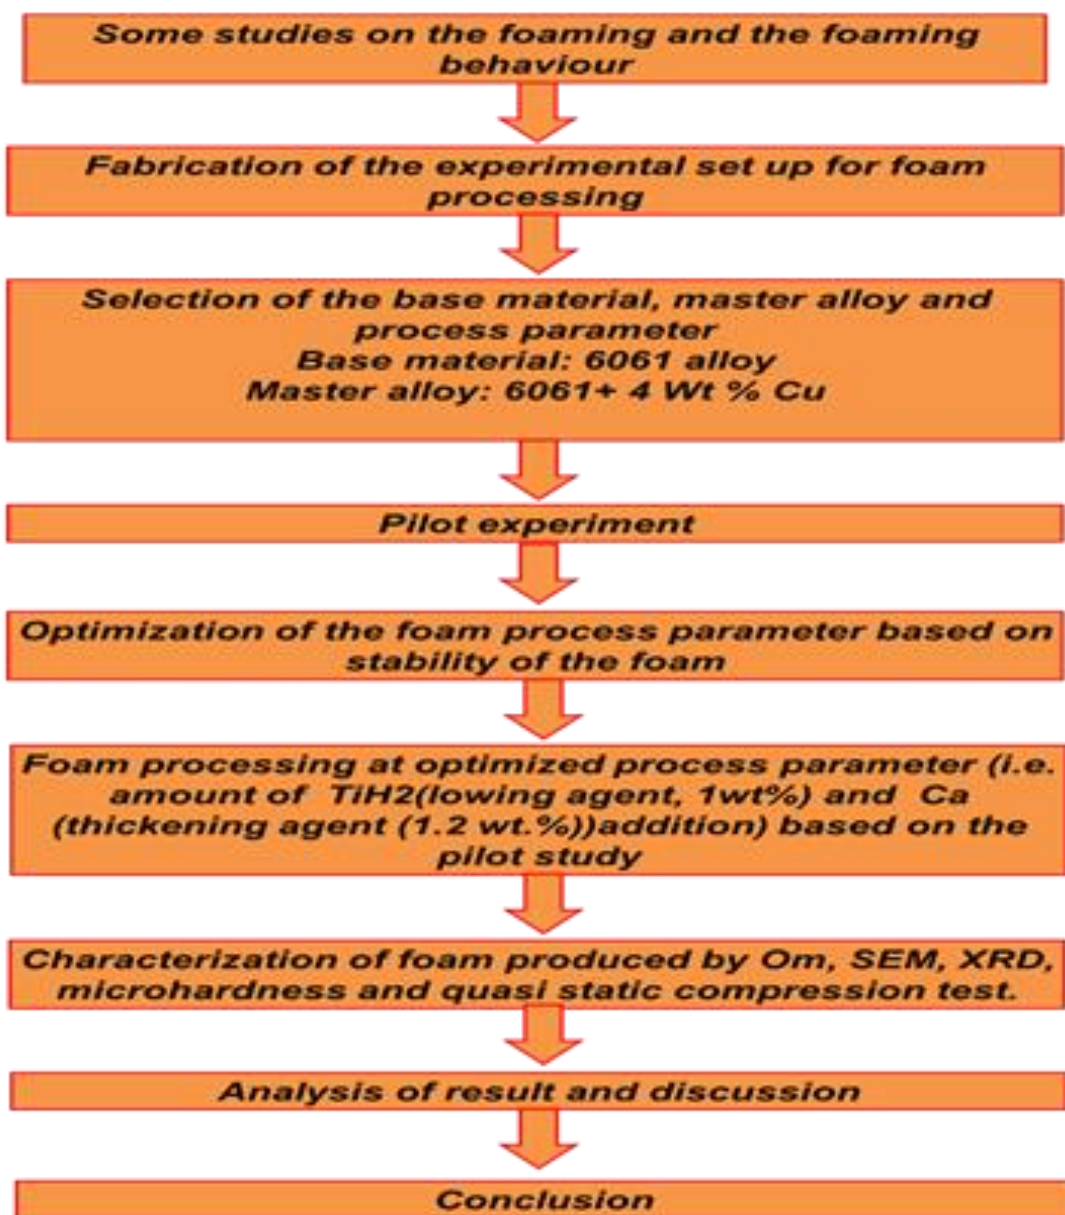 Some studies on the foaming and the foaming
behaviour
Fabrication of the experimental set up for foam
processing
Selection of the base material, master alloy and
process parameter
Base material: 6061 alloy
Master alloy: 6061+ 4 Wt % Cu
Pilot experiment
Optimization of the foam process parameter based on
stability of the foam
Foam processing at optimized process parameter (i.e.
amount of TiH2(lowing agent, 1wt%) and Ca
(thickening agent (1.2 wt.%))addition) based on the
pilot study
Characterization of foam produced by Om, SEM, XRD,
microhardness and quasi static compression test.
Analysis of result and discussion
Conclusion